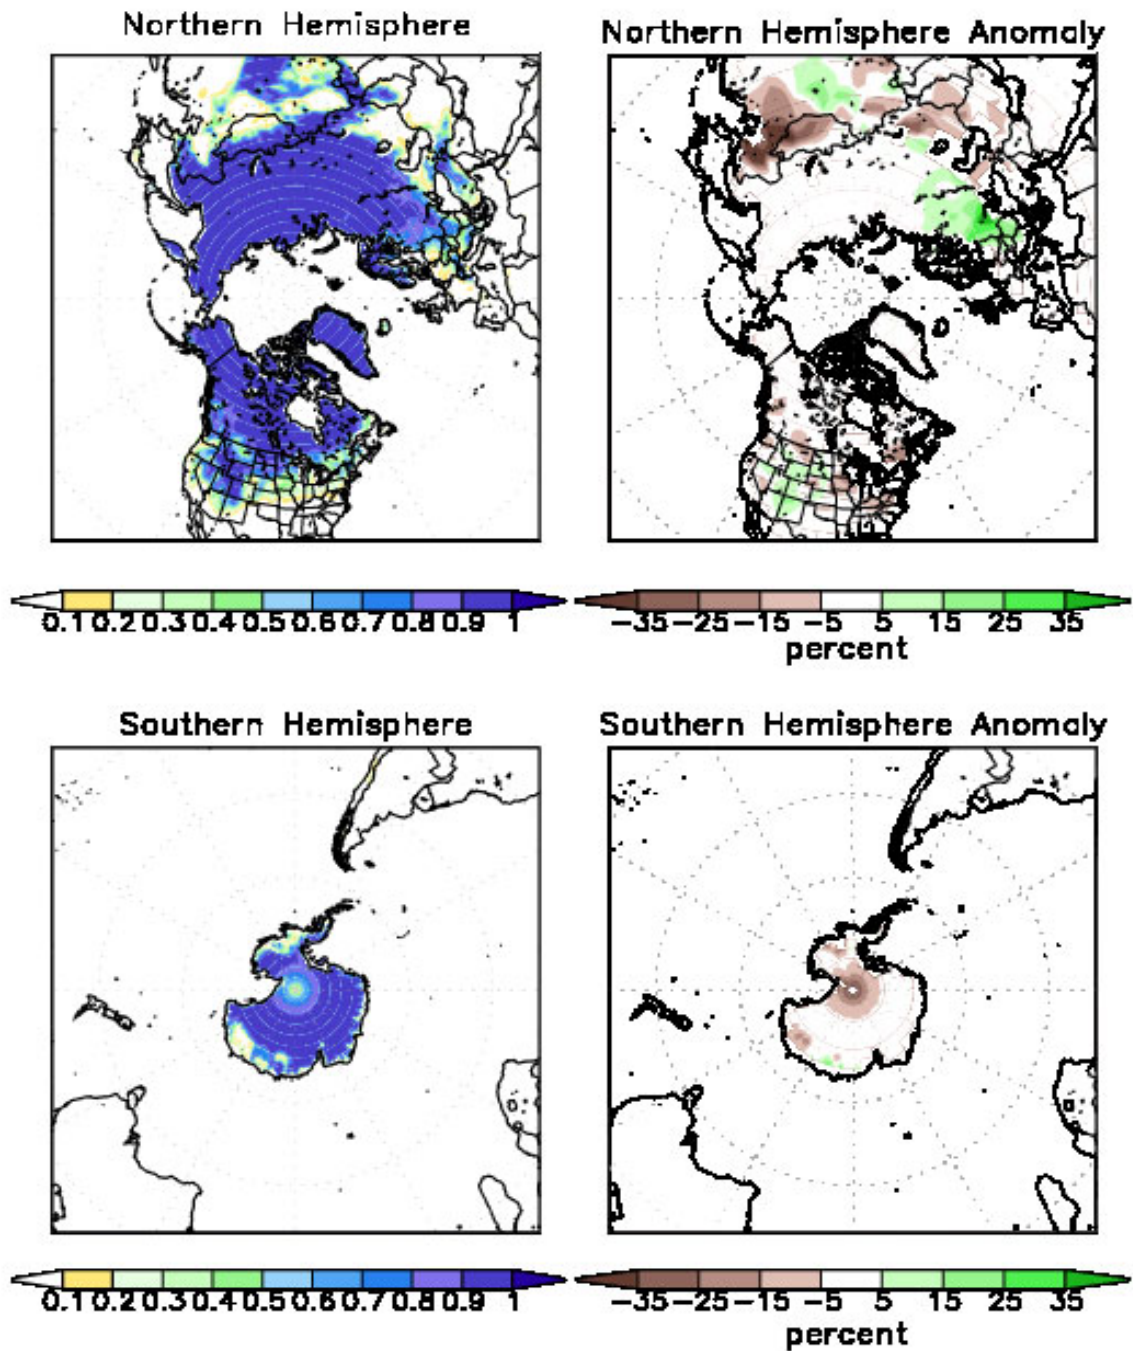 Northern Hemisphere
Northern Hemisphere Anomaly
0.1 0.2 0.3 0.4 0.5 0.6 0.7 0.8 0.9 1
-35 -25 -15 -5 5 15 25 35
percent
Southern Hemisphere
Southern Hemisphere Anomaly
0.1 0.2 0.3 0.4 0.5 0.6 0.7 0.8 0.9 1
-35 -25 -15 -5 5 15 25 35
percent